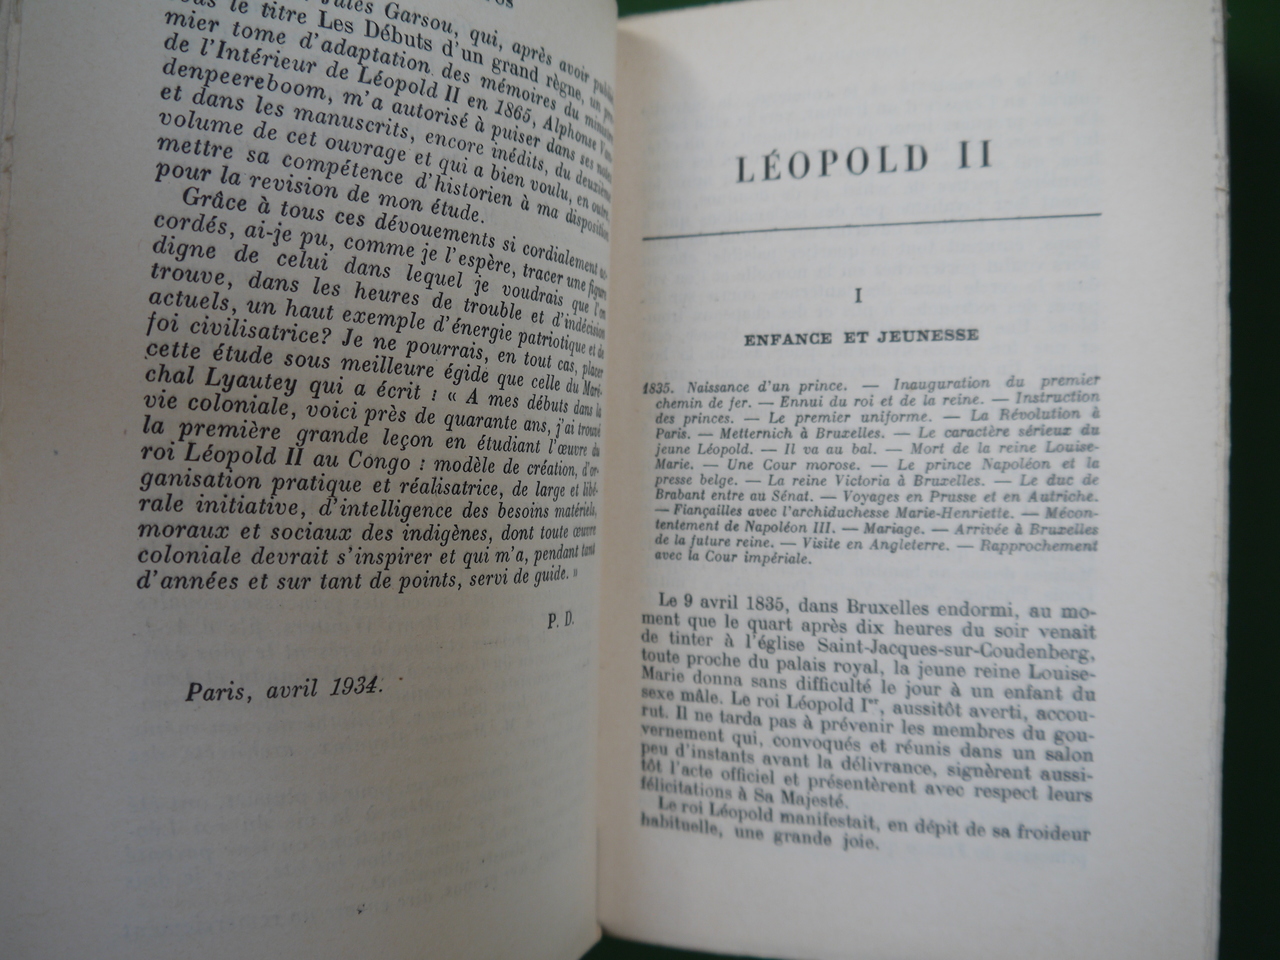 Jules Garsou, qui, après avoir publié
sous le titre Les Débuts d'un grand règne, un pre-
mier tome d'adaptation des mémoires du ministre
de l'Intérieur de Léopold II en 1865, Alphonse Van-
denpeereboom, m'a autorisé à puiser dans ses notes
et dans les manuscrits, encore inédits, du deuxième
volume de cet ouvrage et qui a bien voulu, en outre,
mettre sa compétence d'historien à ma disposition
pour la revision de mon étude.
Grâce à tous ces dévouements si cordialement ac-
cordés, ai-je pu, comme je l'espère, tracer une figure
digne de celui dans lequel je voudrais que l'on
trouve, dans les heures de trouble et d'indécision
actuels, un haut exemple d'énergie patriotique et de
foi civilisatrice? Je ne pourrais, en tout cas, placer
cette étude sous meilleure égide que celle du Maré-
chal Lyautey qui a écrit : « A mes débuts dans la
vie coloniale, voici près de quarante ans, j'ai trouvé
la première grande leçon en étudiant l'œuvre du
roi Léopold II au Congo : modèle de création, d'or-
ganisation pratique et réalisatrice, de large et libé-
rale initiative, d'intelligence des besoins matériels,
moraux et sociaux des indigènes, dont toute œuvre
coloniale devrait s'inspirer et qui m'a, pendant tant
d'années et sur tant de points, servi de guide. »
P. D.
Paris, avril 1934.
LÉOPOLD II
I
ENFANCE ET JEUNESSE
1835. Naissance d'un prince. — Inauguration du premier
chemin de fer. — Ennui du roi et de la reine. — Instruction
des princes. — Le premier uniforme. — La Révolution à
Paris. — Metternich à Bruxelles. — Le caractère sérieux du
jeune Léopold. — Il va au bal. — Mort de la reine Louise-
Marie. — Une Cour morose. — Le prince Napoléon et la
presse belge. — La reine Victoria à Bruxelles. — Le duc de
Brabant entre au Sénat. — Voyages en Prusse et en Autriche.
— Fiançailles avec l'archiduchesse Marie-Henriette. — Mécon-
tentement de Napoléon III. — Mariage. — Arrivée à Bruxelles
de la future reine. — Visite en Angleterre. — Rapprochement
avec la Cour impériale.
Le 9 avril 1835, dans Bruxelles endormi, au mo-
ment que le quart après dix heures du soir venait
de tinter à l'église Saint-Jacques-sur-Coudenberg,
toute proche du palais royal, la jeune reine Louise-
Marie donna sans difficulté le jour à un enfant du
sexe mâle. Le roi Léopold Ier, aussitôt averti, accou-
rut. Il ne tarda pas à prévenir les membres du gou-
vernement qui, convoqués et réunis dans un salon
peu d'instants avant la délivrance, signèrent aussi-
tôt l'acte officiel et présentèrent avec respect leurs
félicitations à Sa Majesté.
Le roi Léopold manifestait, en dépit de sa froideur
habituelle, une grande joie.